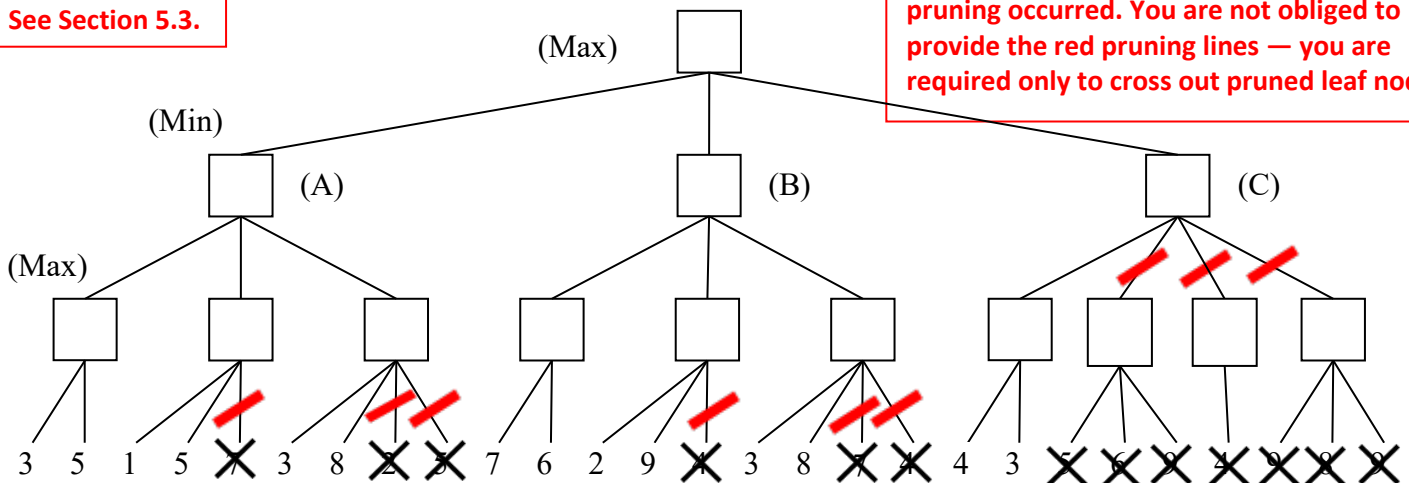 See Section 5.3.
pruning occurred. You are not obliged to
provide the red pruning lines — you are
required only to cross out pruned leaf no
(Max)
(Min)
(A) (B) (C)
(Max)
3 5 1 5 7 3 8 2 5 7 6 2 9 4 3 8 7 4 4 3 5 6 9 4 9 8 9